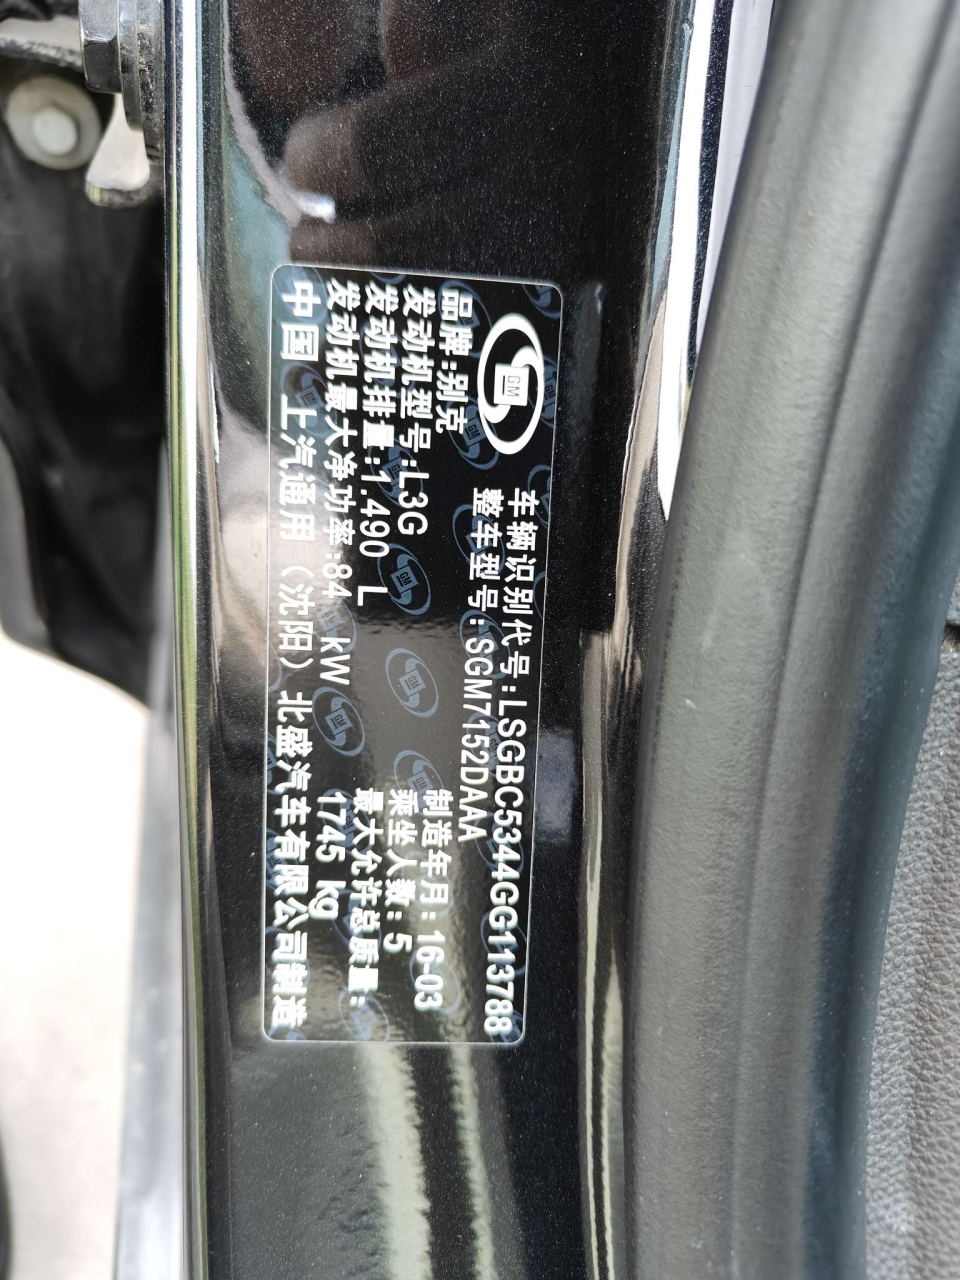 GM
车辆识别代号:LSGBC5344GG113788
整车型号:SGM7152DAAA
品牌:别克
发动机型号:L3G
制造年月:16-03
发动机排量:1.490 L
乘坐人数:5
发动机最大净功率:84 kW
最大允许总质量:
1745 kg
中国 上汽通用(沈阳)北盛汽车有限公司制造